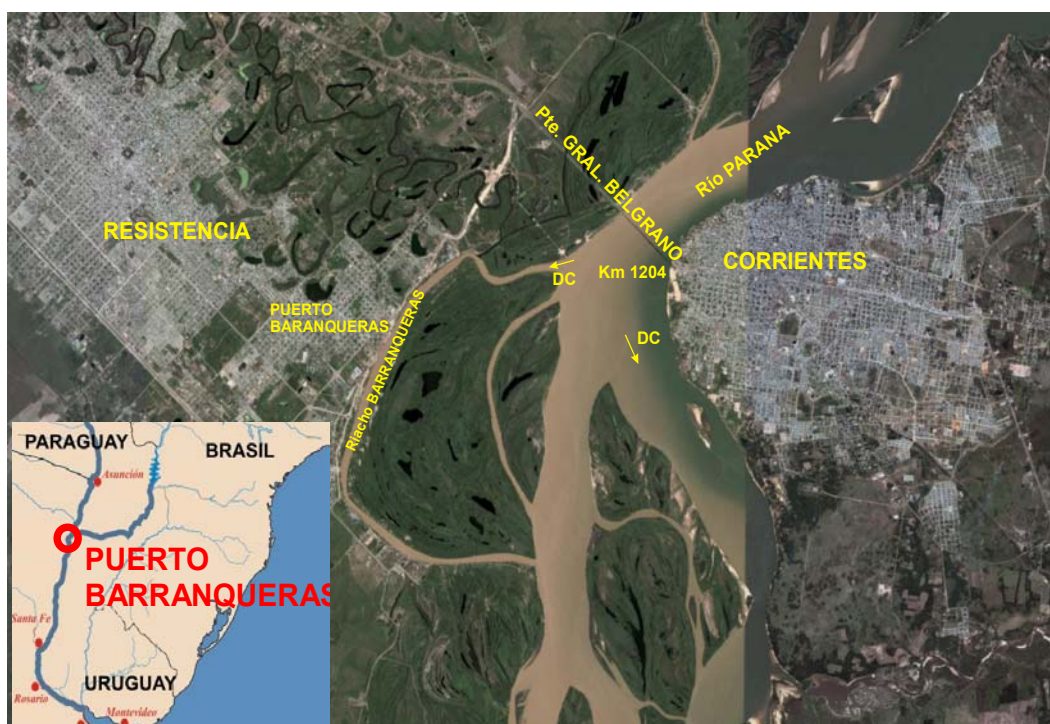 Pte. GRAL. BELGRANO
Río PARANA
RESISTENCIA
CORRIENTES
Km 1204
DC
DC
PUERTO
BARANQUERAS
Riacho BARRANQUERAS
PARAGUAY
BRASIL
Asunción
PUERTO
BARRANQUERAS
Santa Fe
Rosario
URUGUAY
Montevideo